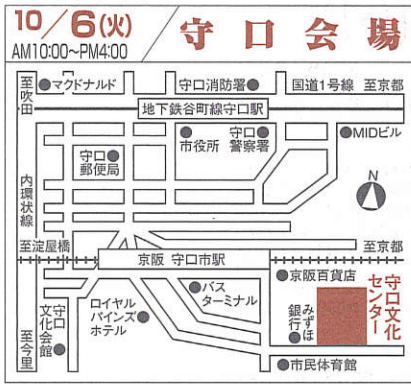 10/6(火)
AM10:00~PM4:00
守口会場
至吹田
マクドナルド
守口消防署
国道1号線 至京都
地下鉄谷町線守口駅
市役所
守口警察署
MIDビル
守口郵便局
N
内環状線
至淀屋橋
至京都
京阪 守口市駅
京阪百貨店
守口文化センター
バスターミナル
ロイヤルパインズホテル
みずほ銀行
守口文化会館
至今里
市民体育館